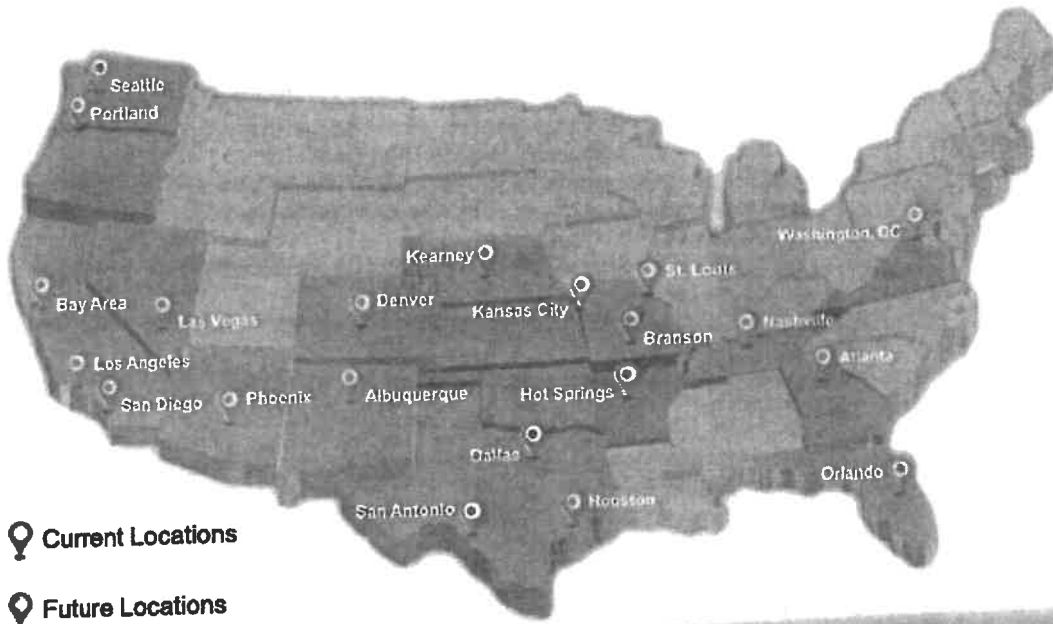 Seattle
Portland
Washington, DC
Kearney
St. Louis
Bay Area
Las Vegas
Denver
Kansas City
Branson
Nashville
Los Angeles
Atlanta
San Diego
Phoenix
Albuquerque
Hot Springs
Dallas
Orlando
San Antonio
Houston
Current Locations
Future Locations